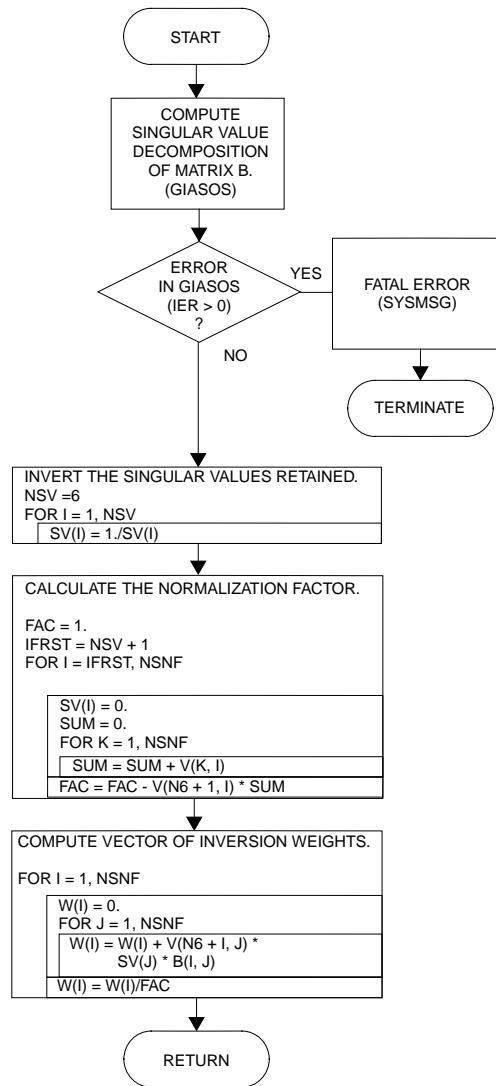 START
COMPUTE
SINGULAR VALUE
DECOMPOSITION
OF MATRIX B.
(GIASOS)
ERROR
IN GIASOS
(IER > 0)
?
YES
FATAL ERROR
(SYSMSG)
TERMINATE
NO
INVERT THE SINGULAR VALUES RETAINED.
NSV =6
FOR I = 1, NSV
SV(I) = 1./SV(I)
CALCULATE THE NORMALIZATION FACTOR.
FAC = 1.
IFRST = NSV + 1
FOR I = IFRST, NSNF
SV(I) = 0.
SUM = 0.
FOR K = 1, NSNF
SUM = SUM + V(K, I)
FAC = FAC - V(N6 + 1, I) * SUM
COMPUTE VECTOR OF INVERSION WEIGHTS.
FOR I = 1, NSNF
W(I) = 0.
FOR J = 1, NSNF
W(I) = W(I) + V(N6 + I, J) *
SV(J) * B(I, J)
W(I) = W(I)/FAC
RETURN